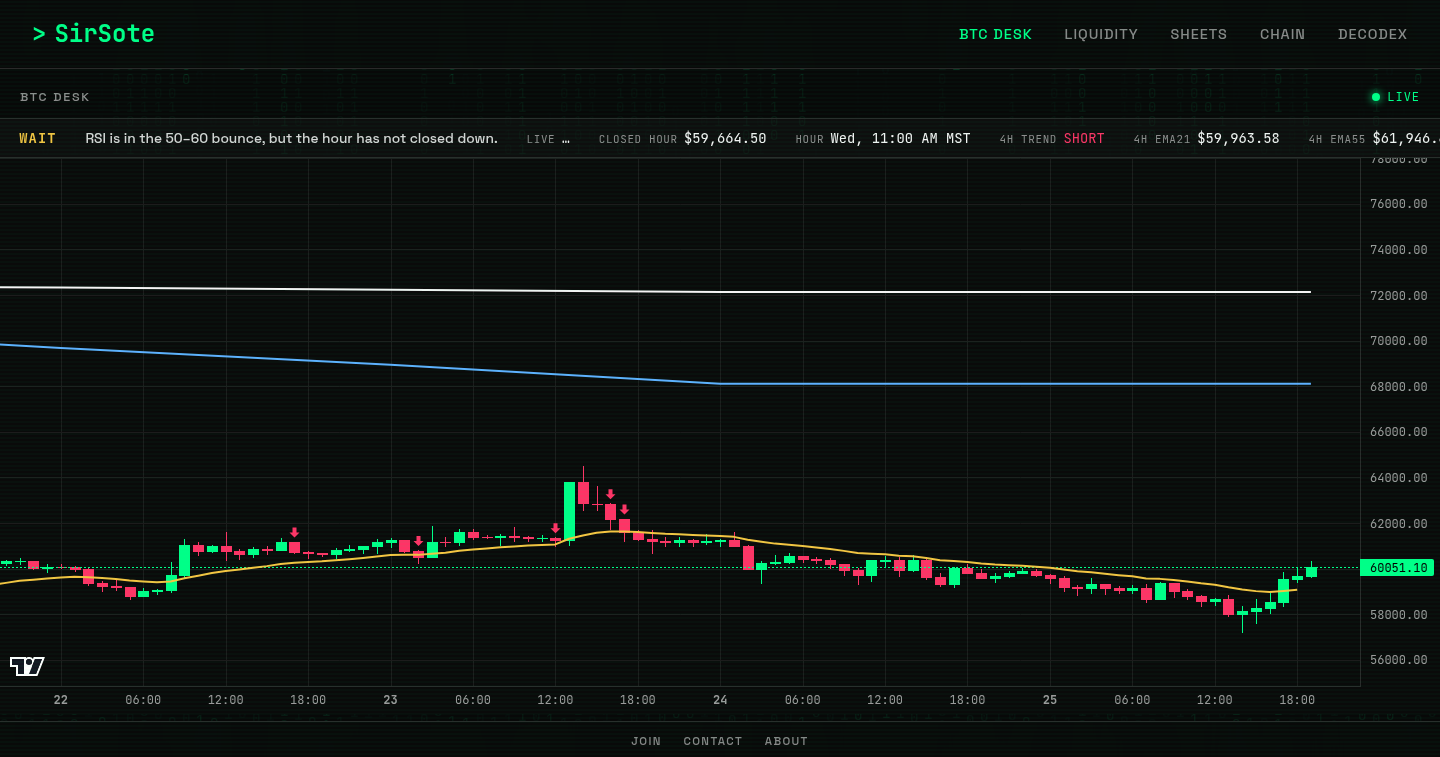 > SirSote
BTC DESK LIQUIDITY SHEETS CHAIN DECODEX
BTC DESK
LIVE
WAIT RSI is in the 50–60 bounce, but the hour has not closed down. LIVE … CLOSED HOUR $59,664.50 HOUR Wed, 11:00 AM MST 4H TREND SHORT 4H EMA21 $59,963.58 4H EMA55 $61,946.
78000.00
76000.00
74000.00
72000.00
70000.00
68000.00
66000.00
64000.00
62000.00
60051.10
58000.00
56000.00
22 06:00 12:00 18:00 23 06:00 12:00 18:00 24 06:00 12:00 18:00 25 06:00 12:00 18:00
JOIN CONTACT ABOUT